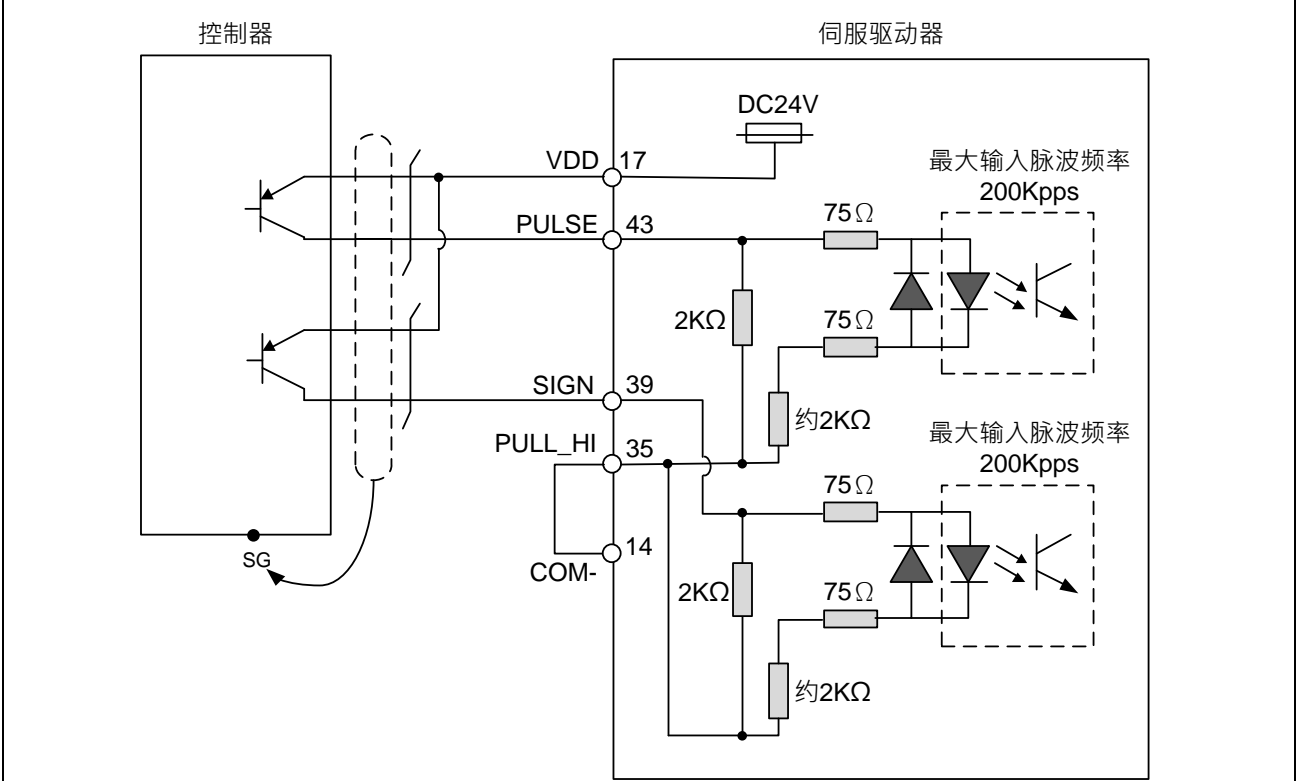 控制器
伺服驱动器
DC24V
VDD
17
最大输入脉波频率
200Kpps
75Ω
PULSE
43
2KΩ
75Ω
SIGN
39
约2KΩ
PULL_HI
35
最大输入脉波频率
200Kpps
75Ω
SG
14
COM-
2KΩ
75Ω
约2KΩ